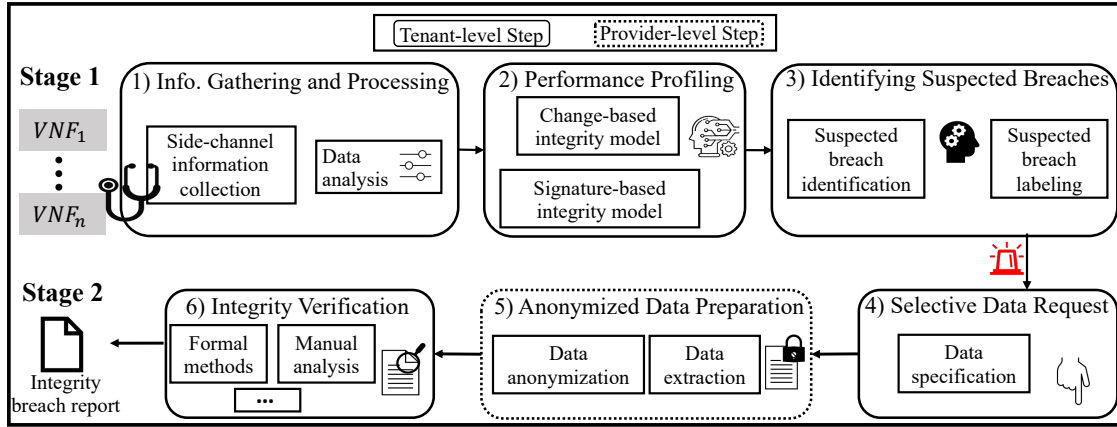 Tenant-level Step
Provider-level Step
Stage 1
VNF1
VNFn
1) Info. Gathering and Processing
Side-channel
information
collection
Data
analysis
2) Performance Profiling
Change-based
integrity model
Signature-based
integrity model
3) Identifying Suspected Breaches
Suspected
breach
identification
Suspected
breach
labeling
Stage 2
Integrity
breach report
6) Integrity Verification
Formal
methods
Manual
analysis
...
5) Anonymized Data Preparation
Data
anonymization
Data
extraction
4) Selective Data Request
Data
specification